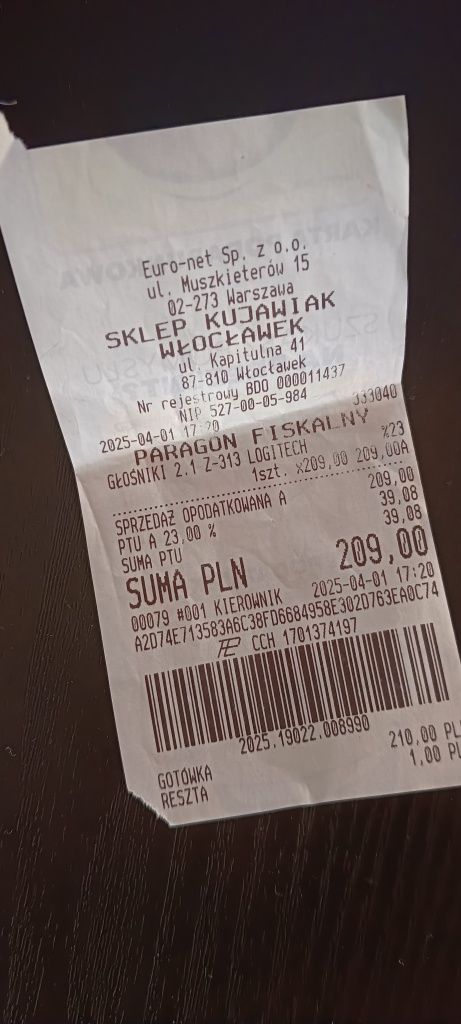 Euro-net Sp. z o.o.
ul. Muszkieterów 15
02-273 Warszawa
SKLEP KUJAWIAK
WŁOCŁAWEK
ul. Kapitulna 41
87-810 Włocławek
Nr rejestrowy BDO 000011437
NIP 527-00-05-984
2025-04-01 17:20 333040
PARAGON FISKALNY
GŁOŚNIKI 2.1 Z-313 LOGITECH %23
1szt. x209,00 209,00A
SPRZEDAŻ OPODATKOWANA A 209,00
PTU A 23,00 % 39,08
SUMA PTU 39,08
SUMA PLN 209,00
00079 #001 KIEROWNIK 2025-04-01 17:20
A2D74E713583A6C38FD6684958E302D763EA0C74
CCH 1701374197
2025.19022.008990
GOTÓWKA 210,00 PL
RESZTA 1,00 PL